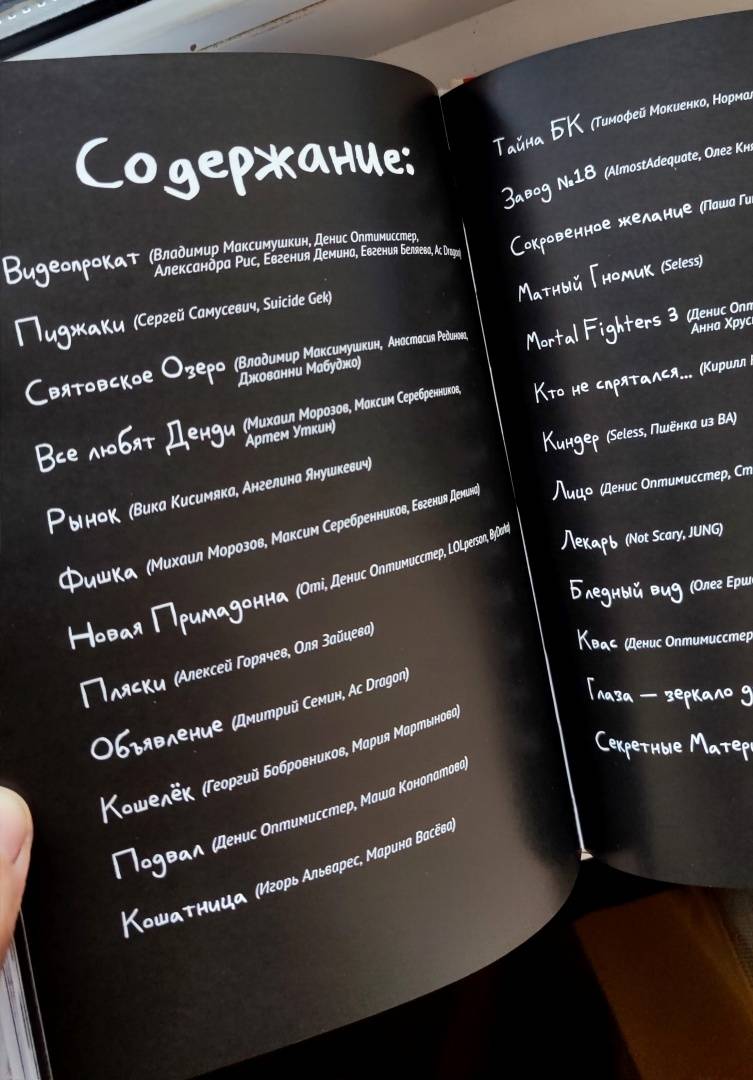 Содержание:
Видеопрокат (Владимир Максимушкин, Денис Оптимисстер,
Александра Рис, Евгения Демина, Евгения Беляева, Ac Dragon)
Пиджаки (Сергей Самусевич, Suicide Gek)
Святовское Озеро (Владимир Максимушкин, Анастасия Рединова,
Джованни Мабуджо)
Все любят Денди (Михаил Морозов, Максим Серебренников,
Артем Уткин)
Рынок (Вика Кисимяка, Ангелина Янушкевич)
Фишка (Михаил Морозов, Максим Серебренников, Евгения Демина)
Новая Примадонна (Omi, Денис Оптимисстер, LOLperson, ByDarka)
Пляски (Алексей Горячев, Оля Зайцева)
Объявление (Дмитрий Семин, Ac Dragon)
Кошелёк (Георгий Бобровников, Мария Мартынова)
Подвал (Денис Оптимисстер, Маша Конопатова)
Кошатница (Игорь Альварес, Марина Васёва)
Тайна БК (Тимофей Мокиенко,
Завод №18 (AlmostAdequate, Олег
Сокровенное желание (Паша
Матный Гномик (Seless)
Mortal Fighters 3 (Денис
Анна
Кто не спрятался... (Кирилл
Киндер (Seless, Пшёнка из ВА)
Лицо (Денис Оптимисстер,
Лекарь (Not Scary, JUNG)
Бледный вид (Олег
Квас (Денис Оптимисстер
Глаза — зеркало
Секретные